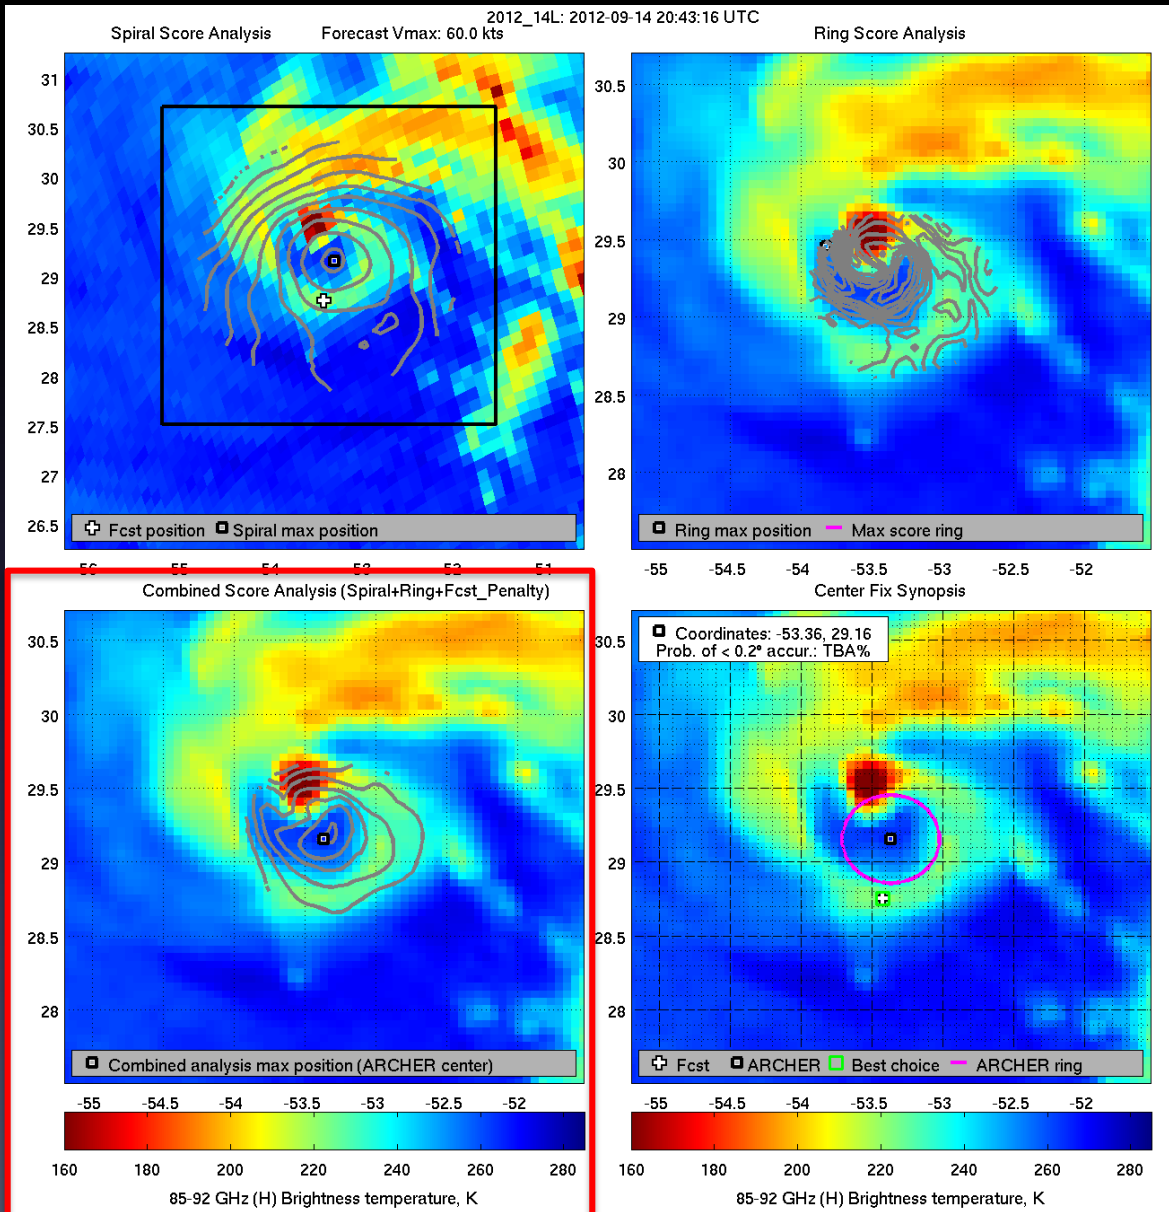 2012_14L: 2012-09-14 20:43:16 UTC
Spiral Score Analysis Forecast Vmax: 60.0 kts
31
30.5
30
29.5
29
28.5
28
27.5
27
26.5
Fcst position Spiral max position
-56 -55 -54 -53 -52 -51
Ring Score Analysis
30.5
30
29.5
29
28.5
28
Ring max position Max score ring
-55 -54.5 -54 -53.5 -53 -52.5 -52
Combined Score Analysis (Spiral+Ring+Fcst_Penalty)
30.5
30
29.5
29
28.5
28
Combined analysis max position (ARCHER center)
-55 -54.5 -54 -53.5 -53 -52.5 -52
160 180 200 220 240 260 280
85-92 GHz (H) Brightness temperature, K
Center Fix Synopsis
Coordinates: -53.36, 29.16
Prob. of < 0.2° accur.: TBA%
30.5
30
29.5
29
28.5
28
Fcst ARCHER Best choice ARCHER ring
-55 -54.5 -54 -53.5 -53 -52.5 -52
160 180 200 220 240 260 280
85-92 GHz (H) Brightness temperature, K